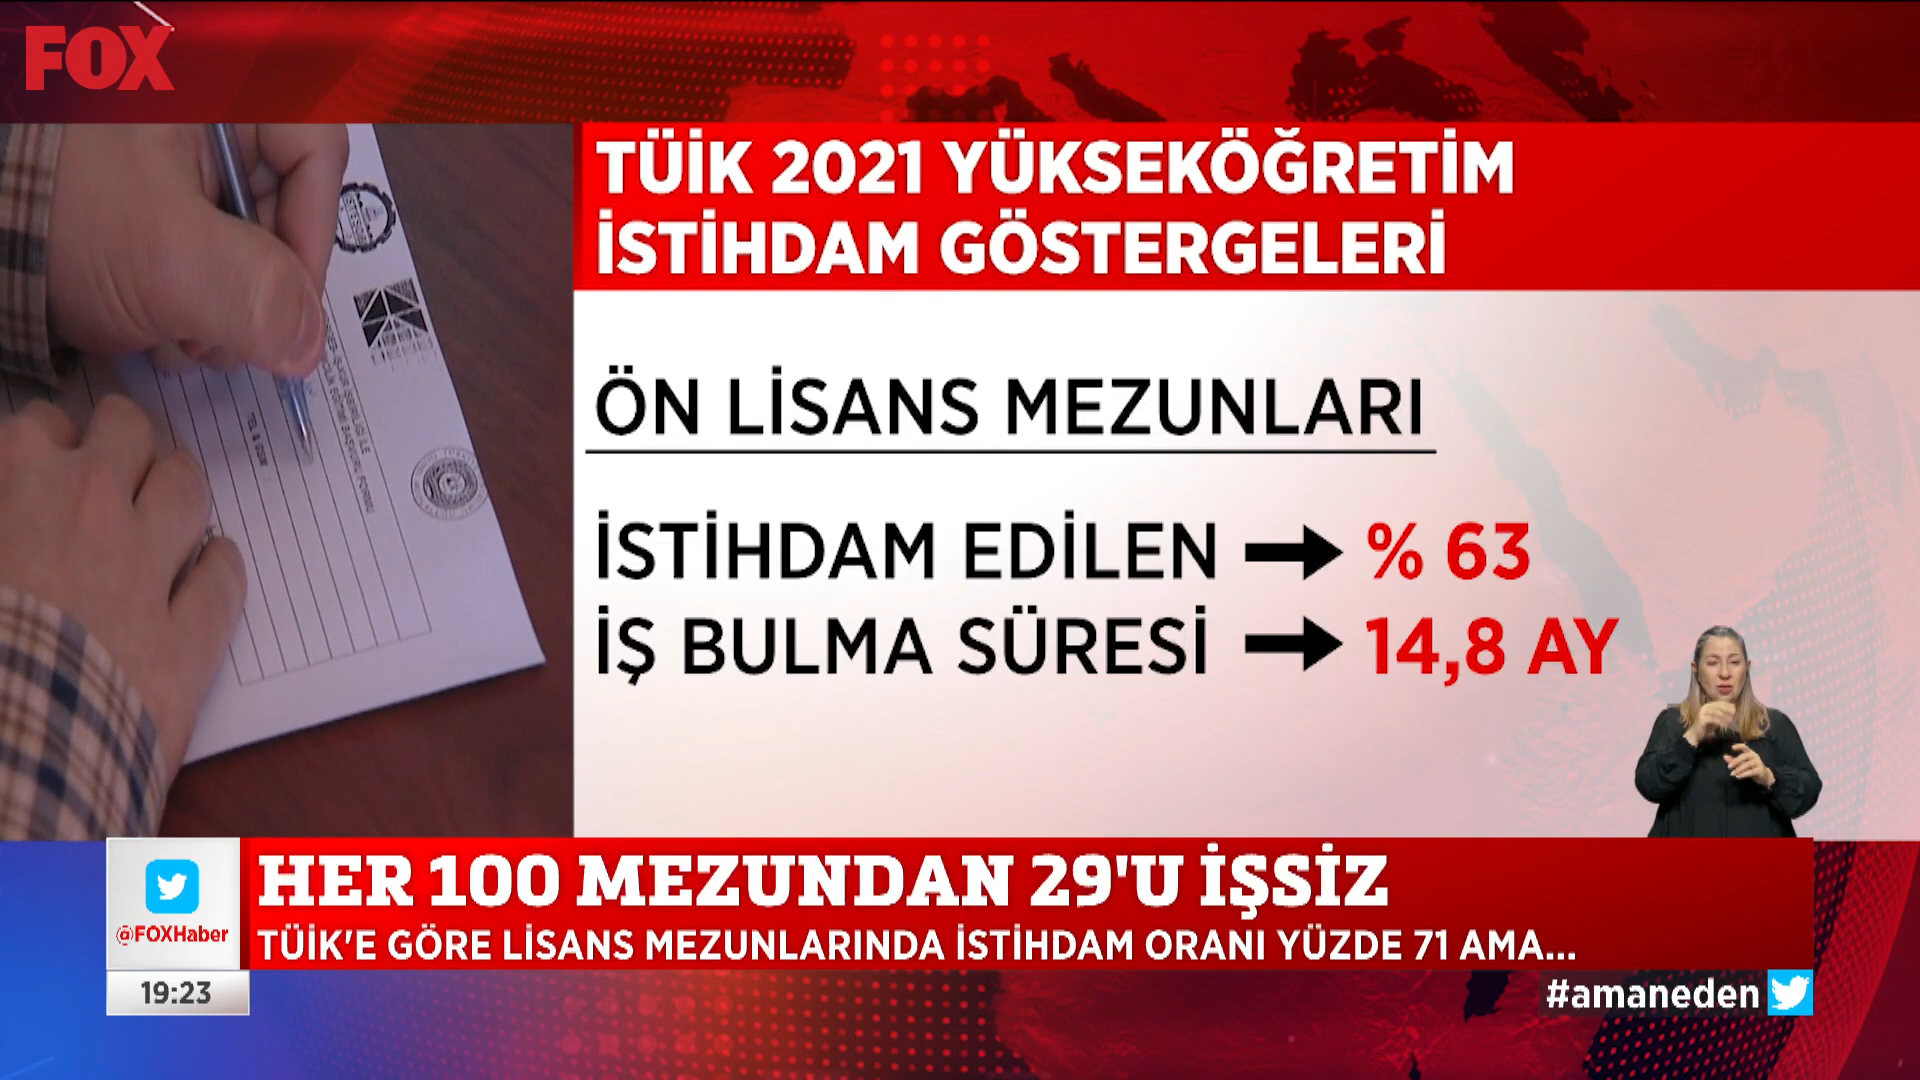 FOX
TÜİK 2021 YÜKSEKÖĞRETİM
İSTİHDAM GÖSTERGELERİ
ÖN LİSANS MEZUNLARI
İSTİHDAM EDİLEN → % 63
İŞ BULMA SÜRESİ → 14,8 AY
TEL & GSM
HER 100 MEZUNDAN 29'U İŞSİZ
@FOXHaber
TÜİK'E GÖRE LİSANS MEZUNLARINDA İSTİHDAM ORANI YÜZDE 71 AMA...
19:23
#amaneden